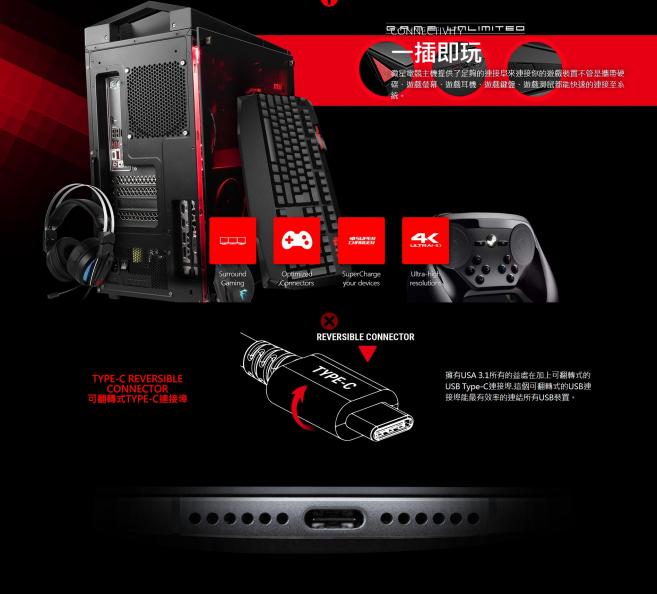 GAME UNLIMITED
CONNECTIVITY
一插即玩
微星電競主機提供了足夠的連接埠來連接你的遊戲裝置不管是攜帶硬
碟、遊戲螢幕、遊戲耳機、遊戲鍵盤、遊戲滑鼠都能快速的連接至系
統。
SUPER
CHARGER
4K
ULTRA HD
Surround
Gaming
Optimized
Connectors
SuperCharge
your devices
Ultra-high
resolution
REVERSIBLE CONNECTOR
TYPE-C
TYPE-C REVERSIBLE
CONNECTOR
可翻轉式TYPE-C連接埠
擁有USA 3.1所有的益處在加上可翻轉式的
USB Type-C連接埠,這個可翻轉式的USB連
接埠能最有效率的連結所有USB裝置。